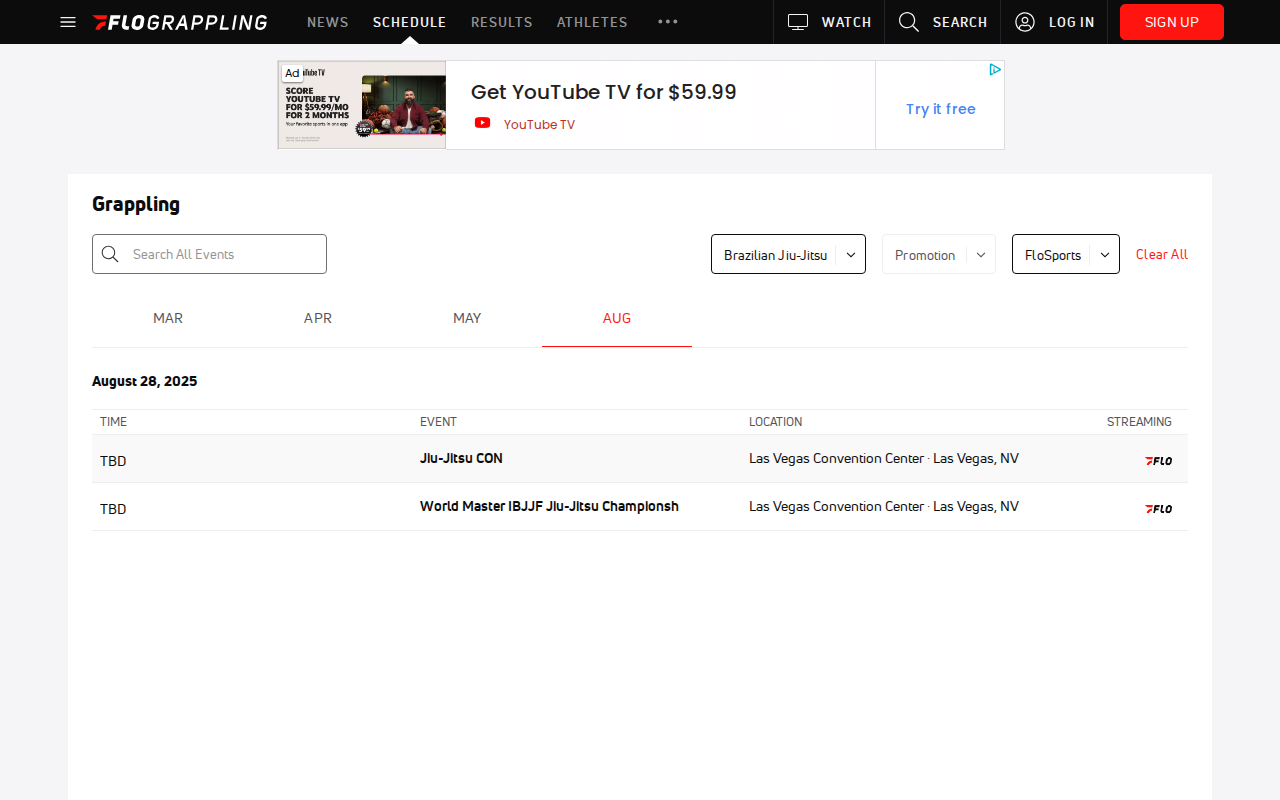 FLOGRAPPLING
NEWS
SCHEDULE
RESULTS
ATHLETES
WATCH
SEARCH
LOG IN
SIGN UP
Ad
YouTube TV
SCORE
YOUTUBE TV
FOR $59.99/MO
FOR 2 MONTHS
Your favorite sports in one app
Get YouTube TV for $59.99
YouTube TV
Try it free
Grappling
Search All Events
Brazilian Jiu-Jitsu
Promotion
FloSports
Clear All
MAR
APR
MAY
AUG
August 28, 2025
TIME EVENT LOCATION STREAMING
TBD Jiu-Jitsu CON Las Vegas Convention Center · Las Vegas, NV FLO
TBD World Master IBJJF Jiu-Jitsu Championsh Las Vegas Convention Center · Las Vegas, NV FLO